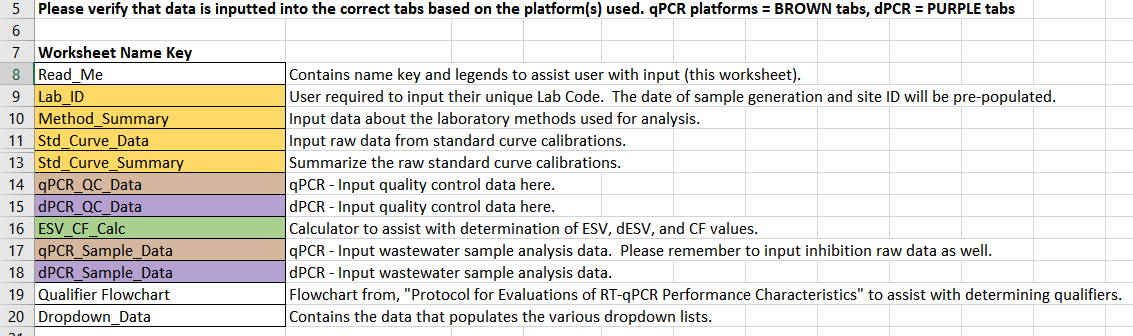 5 Please verify that data is inputted into the correct tabs based on the platform(s) used. qPCR platforms = BROWN tabs, dPCR = PURPLE tabs
6
7 Worksheet Name Key
8 Read_Me Contains name key and legends to assist user with input (this worksheet).
9 Lab_ID User required to input their unique Lab Code.  The date of sample generation and site ID will be pre-populated.
10 Method_Summary Input data about the laboratory methods used for analysis.
11 Std_Curve_Data Input raw data from standard curve calibrations.
13 Std_Curve_Summary Summarize the raw standard curve calibrations.
14 qPCR_QC_Data qPCR - Input quality control data here.
15 dPCR_QC_Data dPCR - Input quality control data here.
16 ESV_CF_Calc Calculator to assist with determination of ESV, dESV, and CF values.
17 qPCR_Sample_Data qPCR - Input wastewater sample analysis data.  Please remember to input inhibition raw data as well.
18 dPCR_Sample_Data dPCR - Input wastewater sample analysis data.
19 Qualifier Flowchart Flowchart from, "Protocol for Evaluations of RT-qPCR Performance Characteristics" to assist with determining qualifiers.
20 Dropdown_Data Contains the data that populates the various dropdown lists.